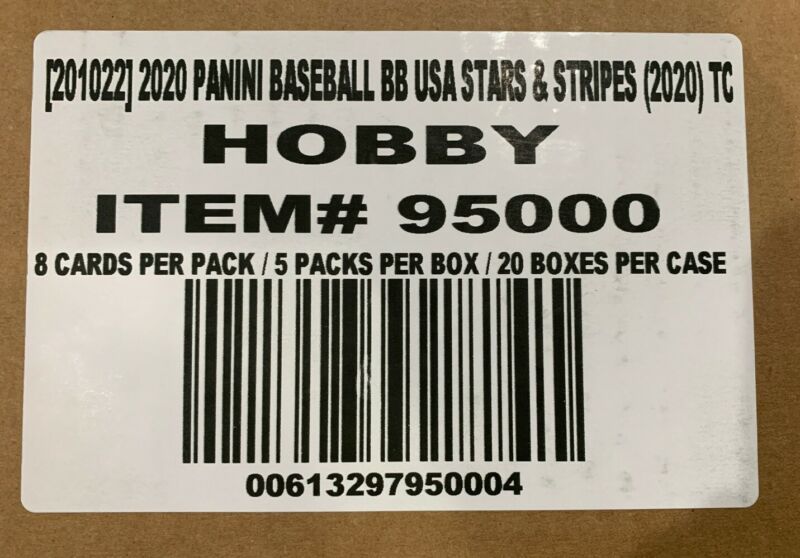 [201022] 2020 PANINI BASEBALL BB USA STARS & STRIPES (2020) TC
HOBBY
ITEM# 95000
8 CARDS PER PACK / 5 PACKS PER BOX / 20 BOXES PER CASE
00613297950004